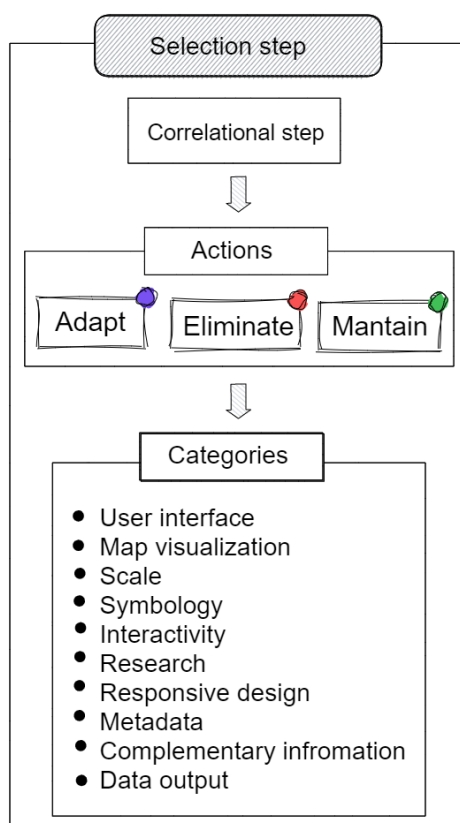 Selection step
Correlational step
Actions
Adapt
Eliminate
Mantain
Categories
User interface
Map visualization
Scale
Symbology
Interactivity
Research
Responsive design
Metadata
Complementary infromation
Data output